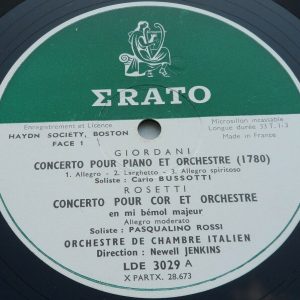 ΣRATO
Enregistrement et Licence
HAYDN SOCIETY, BOSTON
FACE 1
Microsillon incassable
Longue durée 33 T. 1/3
Made in France
GIORDANI
CONCERTO POUR PIANO ET ORCHESTRE (1780)
1. Allegro - 2. Larghetto - 3. Allegro spiritoso
Soliste : Carlo BUSSOTTI
ROSETTI
CONCERTO POUR COR ET ORCHESTRE
en mi bémol majeur
Allegro moderato
Soliste : PASQUALINO ROSSI
ORCHESTRE DE CHAMBRE ITALIEN
Direction : Newell JENKINS
LDE 3029 A
X PARTX. 28.673